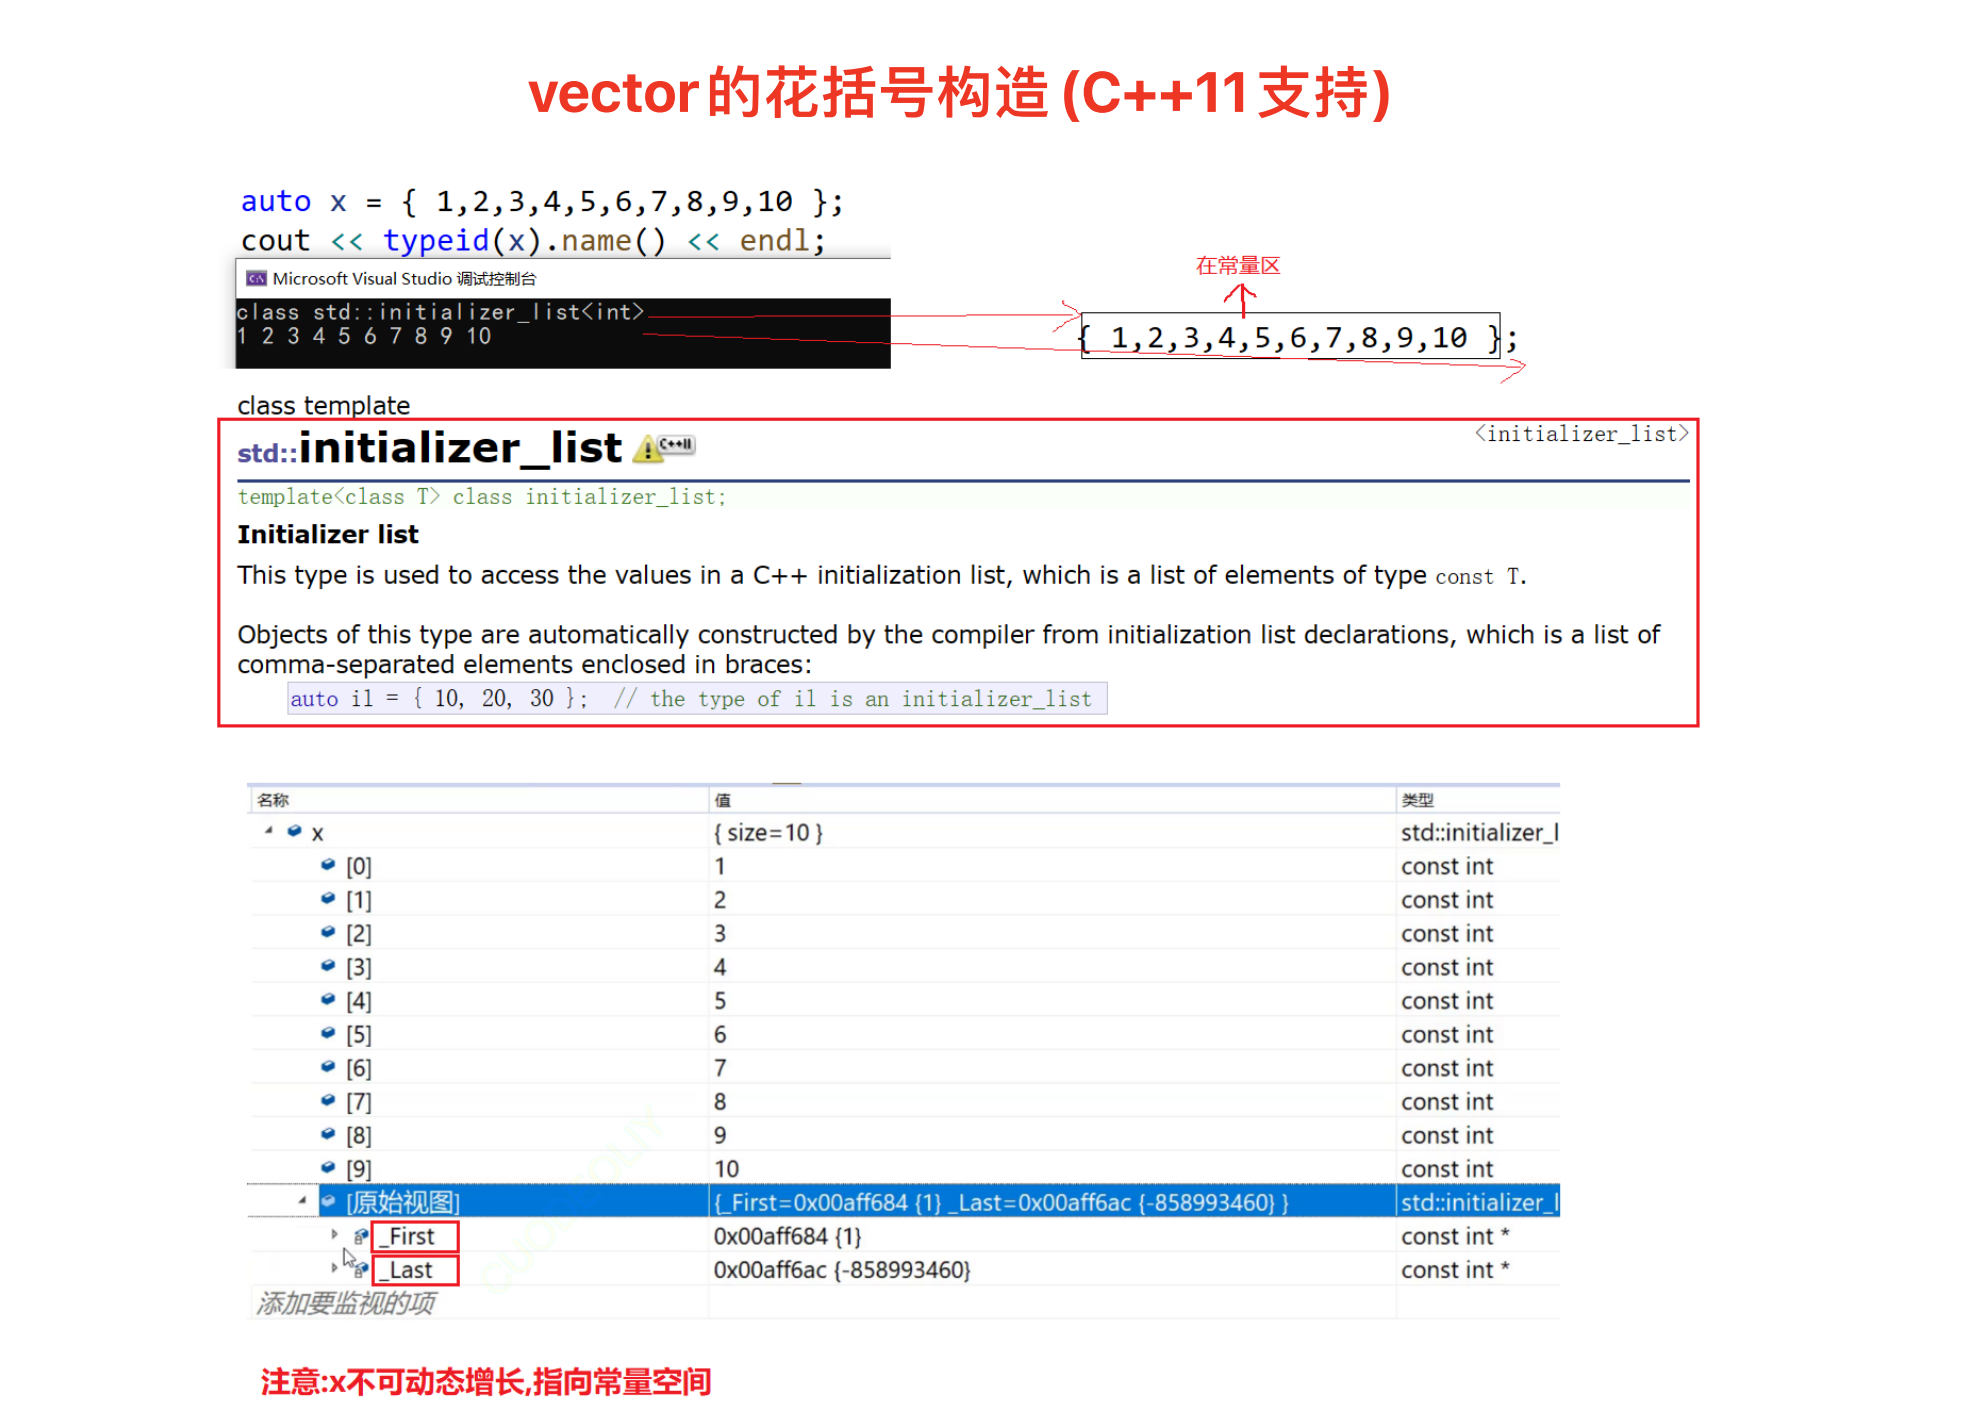 vector的花括号构造(C++11支持)
auto x = { 1,2,3,4,5,6,7,8,9,10 };
cout << typeid(x).name() << endl;
Microsoft Visual Studio 调试控制台
class std::initializer_list<int>
1 2 3 4 5 6 7 8 9 10
在常量区
{ 1,2,3,4,5,6,7,8,9,10 };
class template
std::initializer_list C++11
<initializer_list>
template<class T> class initializer_list;
Initializer list
This type is used to access the values in a C++ initialization list, which is a list of elements of type const T.
Objects of this type are automatically constructed by the compiler from initialization list declarations, which is a list of
comma-separated elements enclosed in braces:
auto il = { 10, 20, 30 };  // the type of il is an initializer_list
名称 值 类型
x { size=10 } std::initializer_l
[0] 1 const int
[1] 2 const int
[2] 3 const int
[3] 4 const int
[4] 5 const int
[5] 6 const int
[6] 7 const int
[7] 8 const int
[8] 9 const int
[9] 10 const int
[原始视图] {_First=0x00aff684 {1} _Last=0x00aff6ac {-858993460} } std::initializer_l
_First 0x00aff684 {1} const int *
_Last 0x00aff6ac {-858993460} const int *
添加要监视的项
注意:x不可动态增长,指向常量空间